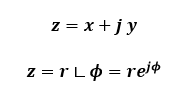 z = x + j y
z = r ∟ ϕ = re^{jϕ}